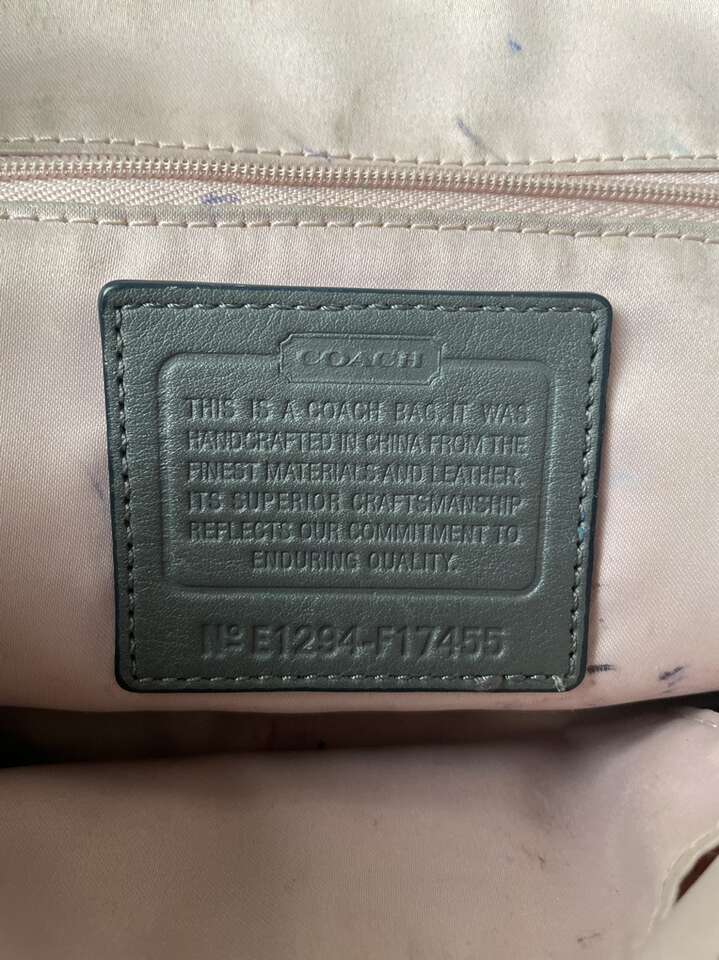 COACH
THIS IS A COACH BAG. IT WAS
HANDCRAFTED IN CHINA FROM THE
FINEST MATERIALS AND LEATHER.
ITS SUPERIOR CRAFTSMANSHIP
REFLECTS OUR COMMITMENT TO
ENDURING QUALITY.
Nº E1294-F17455